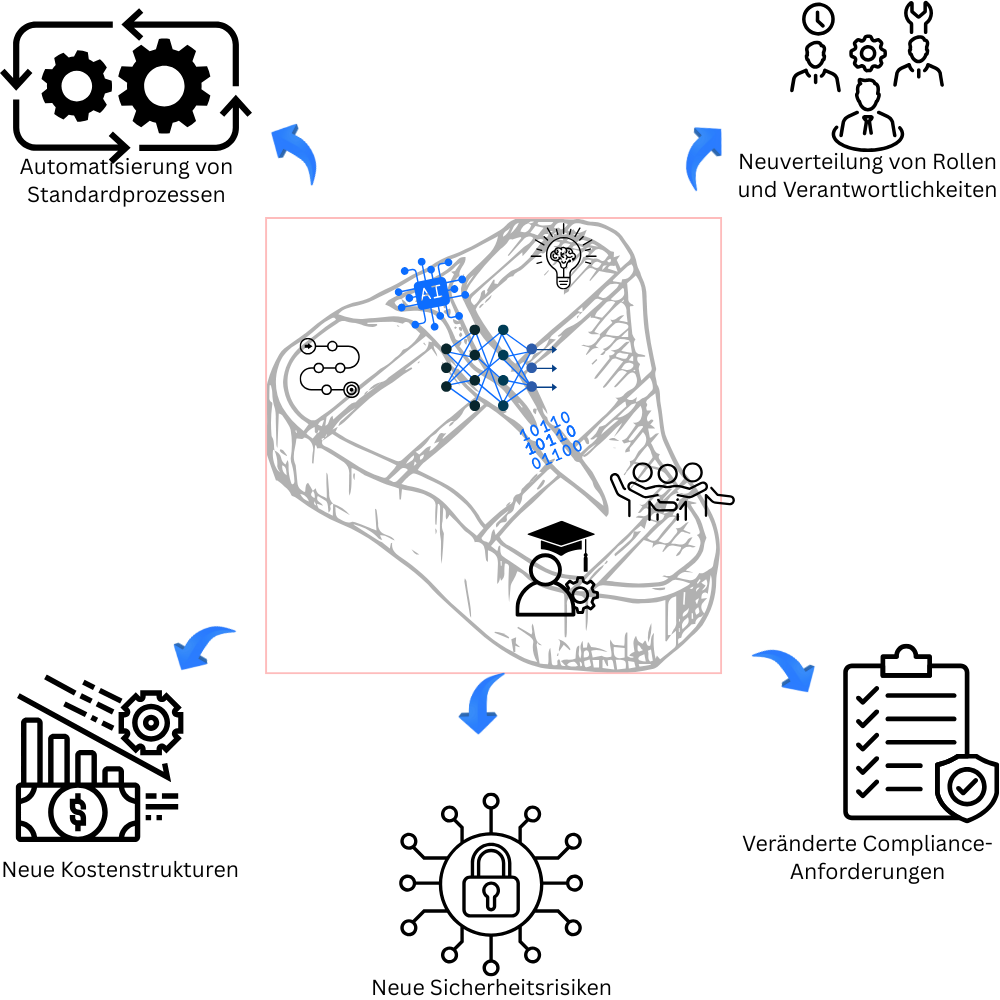 Automatisierung von
Standardprozessen
Neuverteilung von Rollen
und Verantwortlichkeiten
AI
10110
10110
01100
$
Neue Kostenstrukturen
Veränderte Compliance-
Anforderungen
Neue Sicherheitsrisiken